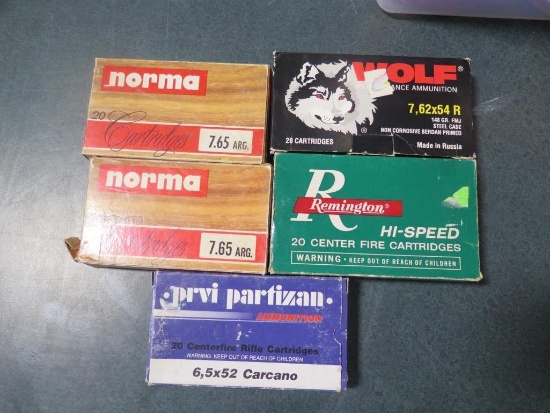 norma
20
Cartridges
7.65 ARG.
WOLF
ANCE AMMUNITION
7,62x54 R
148 GR. FMJ
STEEL CASE
NON CORROSIVE BERDAN PRIMED
20 CARTRIDGES
Made in Russia
norma
7.65 ARG.
R
Remington®
HI-SPEED
20 CENTER FIRE CARTRIDGES
WARNING • KEEP OUT OF REACH OF CHILDREN
• prvi partizan •
AMMUNITION
20 Centerfire Rifle Cartridges
WARNING: KEEP OUT OF REACH OF CHILDREN
6,5x52 Carcano